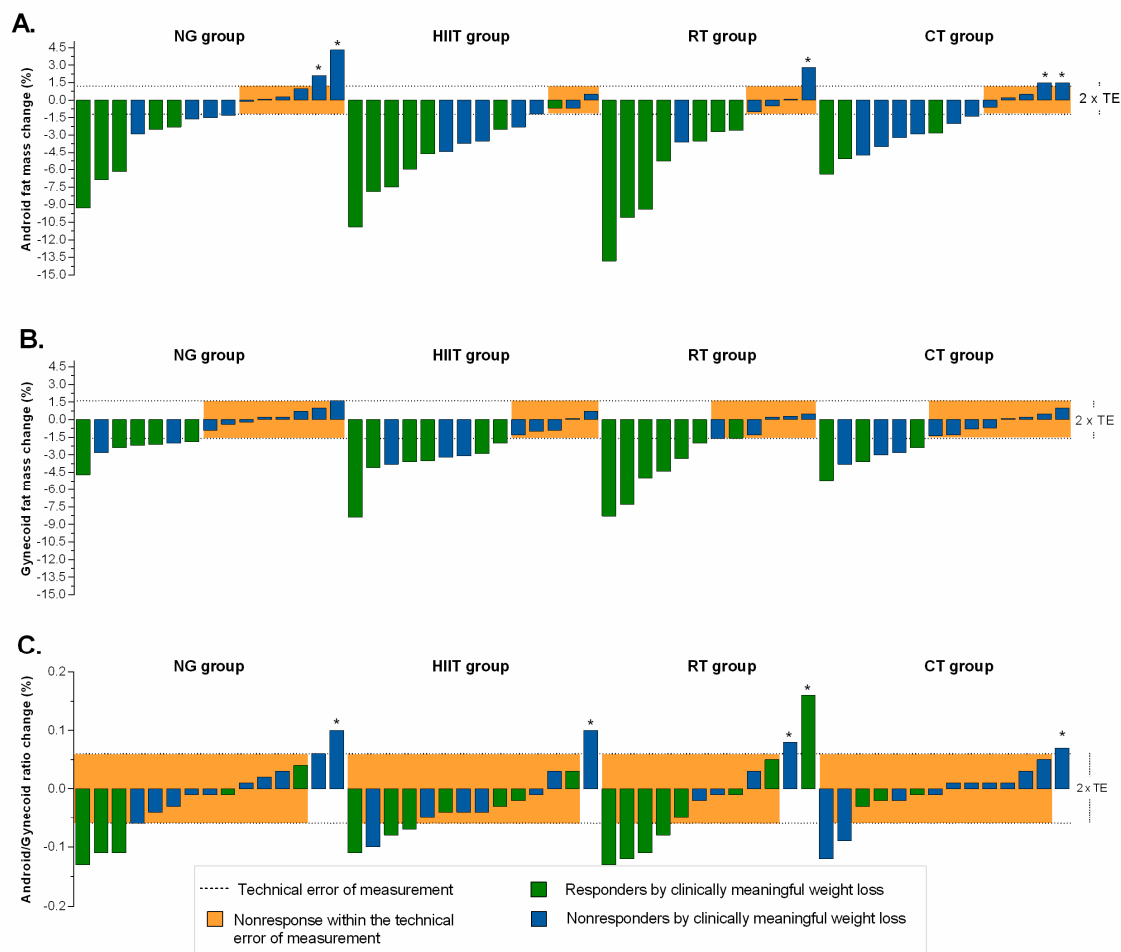 A.
NG group
HIIT group
RT group
CT group
Android fat mass change (%)
4.5
3.0
1.5
0.0
-1.5
-3.0
-4.5
-6.0
-7.5
-9.0
-10.5
-12.0
-13.5
-15.0
*
*
*
*
*
2 x TE
B.
NG group
HIIT group
RT group
CT group
Gynecoid fat mass change (%)
4.5
3.0
1.5
0.0
-1.5
-3.0
-4.5
-6.0
-7.5
-9.0
-10.5
-12.0
-13.5
-15.0
2 x TE
C.
NG group
HIIT group
RT group
CT group
Android/Gynecoid ratio change (%)
0.2
0.1
0.0
-0.1
-0.2
*
*
*
*
*
2 x TE
Technical error of measurement
Nonresponse within the technical
error of measurement
Responders by clinically meaningful weight loss
Nonresponders by clinically meaningful weight loss